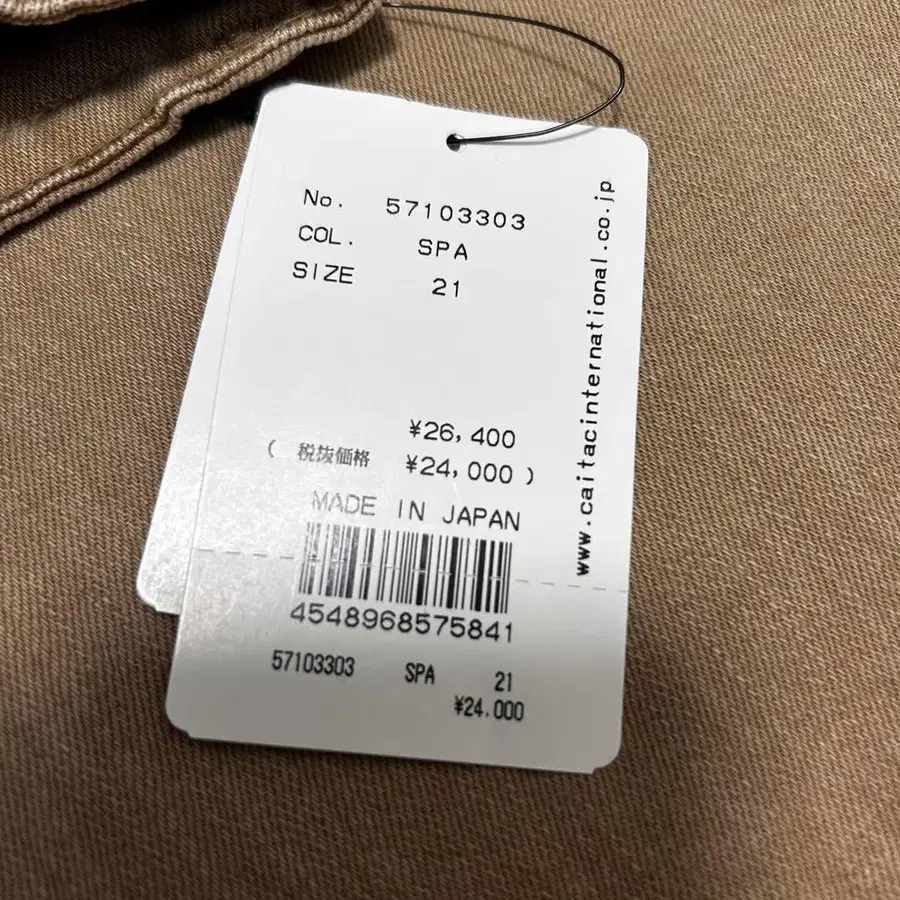 No. 57103303
COL. SPA
SIZE 21
¥26,400
( 税抜価格 ¥24,000 )
MADE IN JAPAN
4548968575841
57103303 SPA 21
¥24.000
www.caitacinternational.co.jp